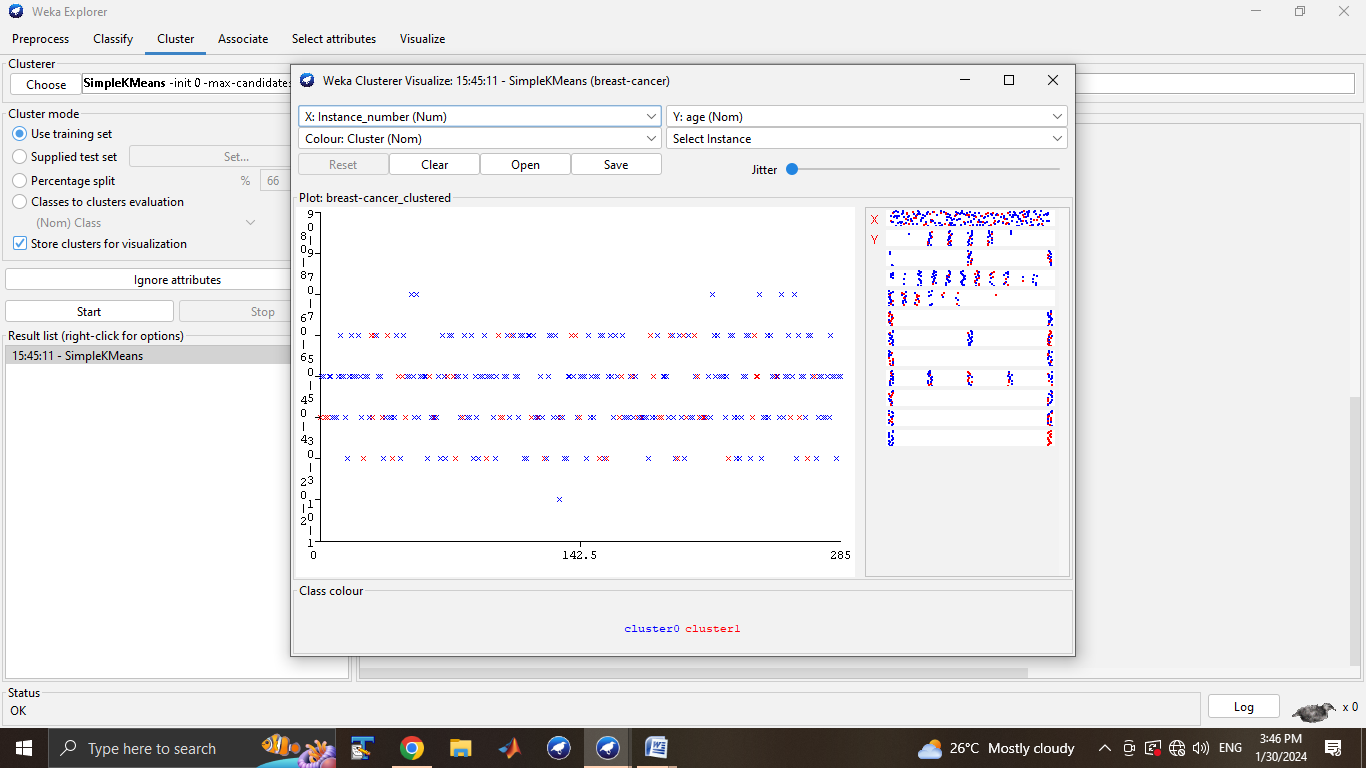 Weka Explorer
Preprocess Classify Cluster Associate Select attributes Visualize
Clusterer
Choose SimpleKMeans -init 0 -max-candidates
Cluster mode
Use training set
Supplied test set Set...
Percentage split % 66
Classes to clusters evaluation
(Nom) Class
Store clusters for visualization
Ignore attributes
Start Stop
Result list (right-click for options)
15:45:11 - SimpleKMeans
Weka Clusterer Visualize: 15:45:11 - SimpleKMeans (breast-cancer)
X: Instance_number (Num) Y: age (Nom)
Colour: Cluster (Nom) Select Instance
Reset Clear Open Save Jitter
Plot: breast-cancer_clustered
X
Y
0 142.5 285
Class colour
cluster0 cluster1
Status
OK
Log x 0
Type here to search
26°C Mostly cloudy ENG 3:46 PM
1/30/2024